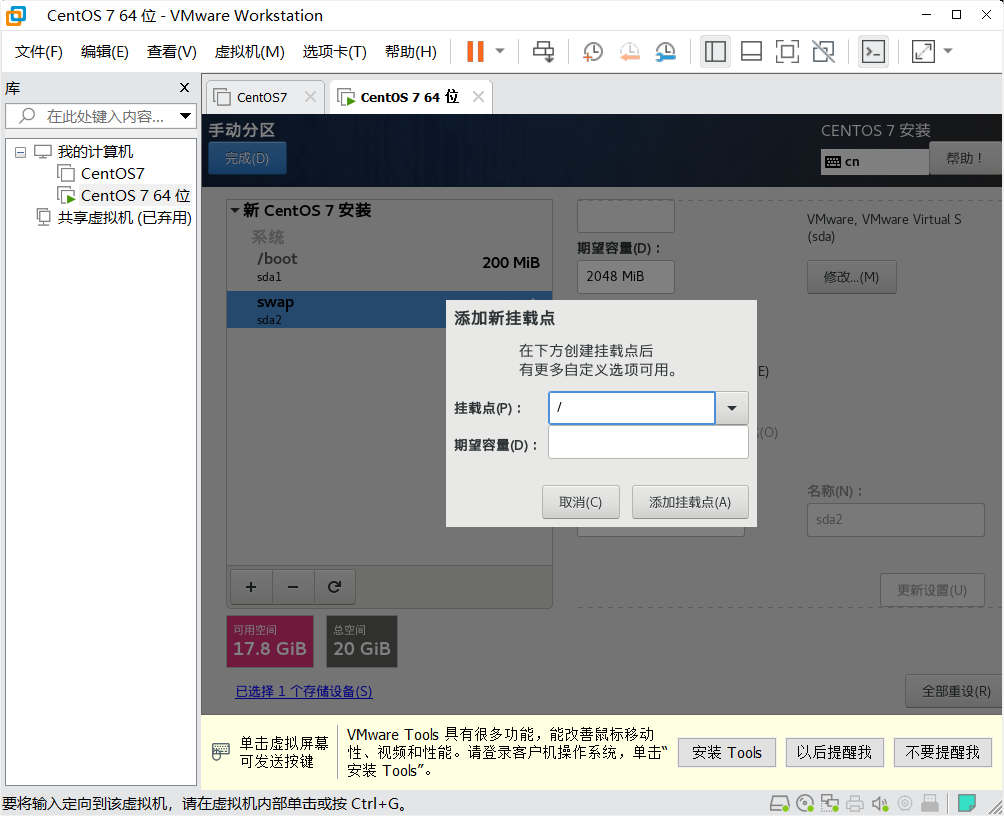 CentOS 7 64 位 - VMware Workstation
文件(F) 编辑(E) 查看(V) 虚拟机(M) 选项卡(T) 帮助(H)
库
在此处键入内容...
我的计算机
CentOS7
CentOS 7 64 位
共享虚拟机 (已弃用)
CentOS7
CentOS 7 64 位
手动分区
完成(D)
CENTOS 7 安装
cn
帮助！
新 CentOS 7 安装
系统
/boot
sda1
200 MiB
swap
sda2
期望容量(D)：
2048 MiB
VMware, VMware Virtual S
(sda)
修改...(M)
E)
(O)
名称(N)：
sda2
更新设置(U)
添加新挂载点
在下方创建挂载点后
有更多自定义选项可用。
挂载点(P)： /
期望容量(D)：
取消(C) 添加挂载点(A)
+ −
可用空间
17.8 GiB
总空间
20 GiB
已选择 1 个存储设备(S)
全部重设(R)
单击虚拟屏幕
可发送按键
VMware Tools 具有很多功能，能改善鼠标移动
性、视频和性能。请登录客户机操作系统，单击“
安装 Tools”。
安装 Tools 以后提醒我 不要提醒我
要将输入定向到该虚拟机，请在虚拟机内部单击或按 Ctrl+G。